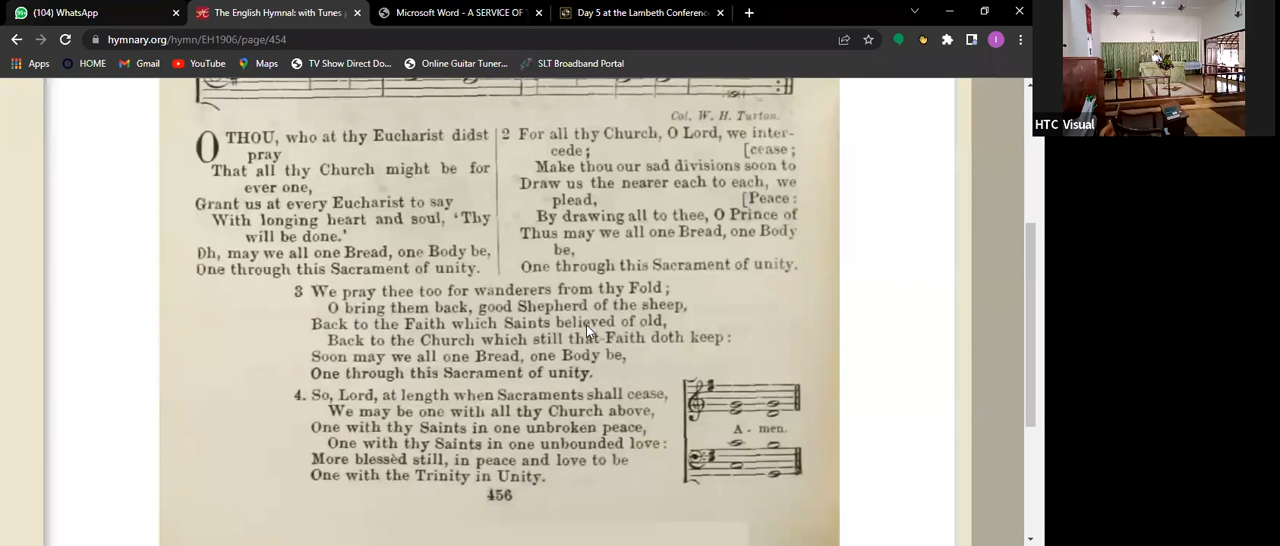 (104) WhatsApp
The English Hymnal: with Tunes
Microsoft Word - A SERVICE OF
Day 5 at the Lambeth Conference
hymnary.org/hymn/EH1906/page/454
Apps HOME Gmail YouTube Maps TV Show Direct Do... Online Guitar Tuner... SLT Broadband Portal
HTC Visual
Col. W. H. Turton.
O THOU, who at thy Eucharist didst
pray
That all thy Church might be for
ever one,
Grant us at every Eucharist to say
With longing heart and soul, 'Thy
will be done.'
Oh, may we all one Bread, one Body be,
One through this Sacrament of unity.
2 For all thy Church, O Lord, we inter-
cede; [cease;
Make thou our sad divisions soon to
Draw us the nearer each to each, we
plead, [Peace:
By drawing all to thee, O Prince of
Thus may we all one Bread, one Body
be,
One through this Sacrament of unity.
3 We pray thee too for wanderers from thy Fold;
O bring them back, good Shepherd of the sheep,
Back to the Faith which Saints believed of old,
Back to the Church which still that Faith doth keep:
Soon may we all one Bread, one Body be,
One through this Sacrament of unity.
4. So, Lord, at length when Sacraments shall cease,
We may be one with all thy Church above,
One with thy Saints in one unbroken peace,
One with thy Saints in one unbounded love:
More blessèd still, in peace and love to be
One with the Trinity in Unity.
A - men.
456